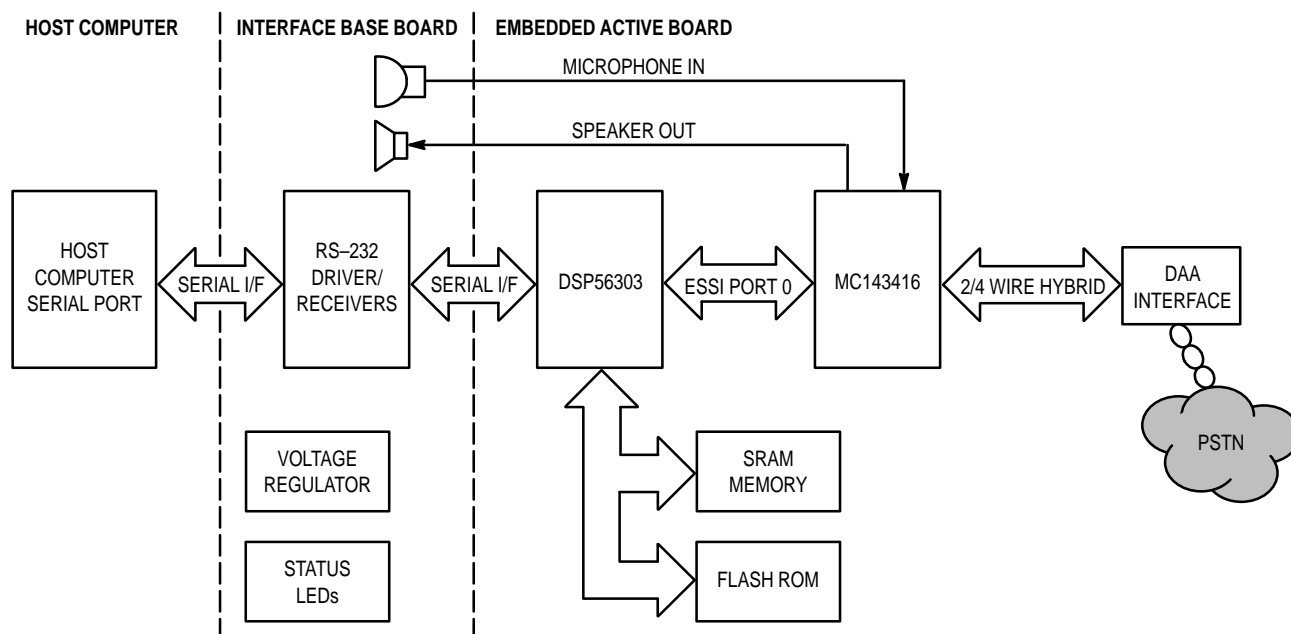 HOST COMPUTER
INTERFACE BASE BOARD
EMBEDDED ACTIVE BOARD
MICROPHONE IN
SPEAKER OUT
HOST
COMPUTER
SERIAL PORT
SERIAL I/F
RS–232
DRIVER/
RECEIVERS
SERIAL I/F
DSP56303
ESSI PORT 0
MC143416
2/4 WIRE HYBRID
DAA
INTERFACE
PSTN
VOLTAGE
REGULATOR
SRAM
MEMORY
STATUS
LEDs
FLASH ROM